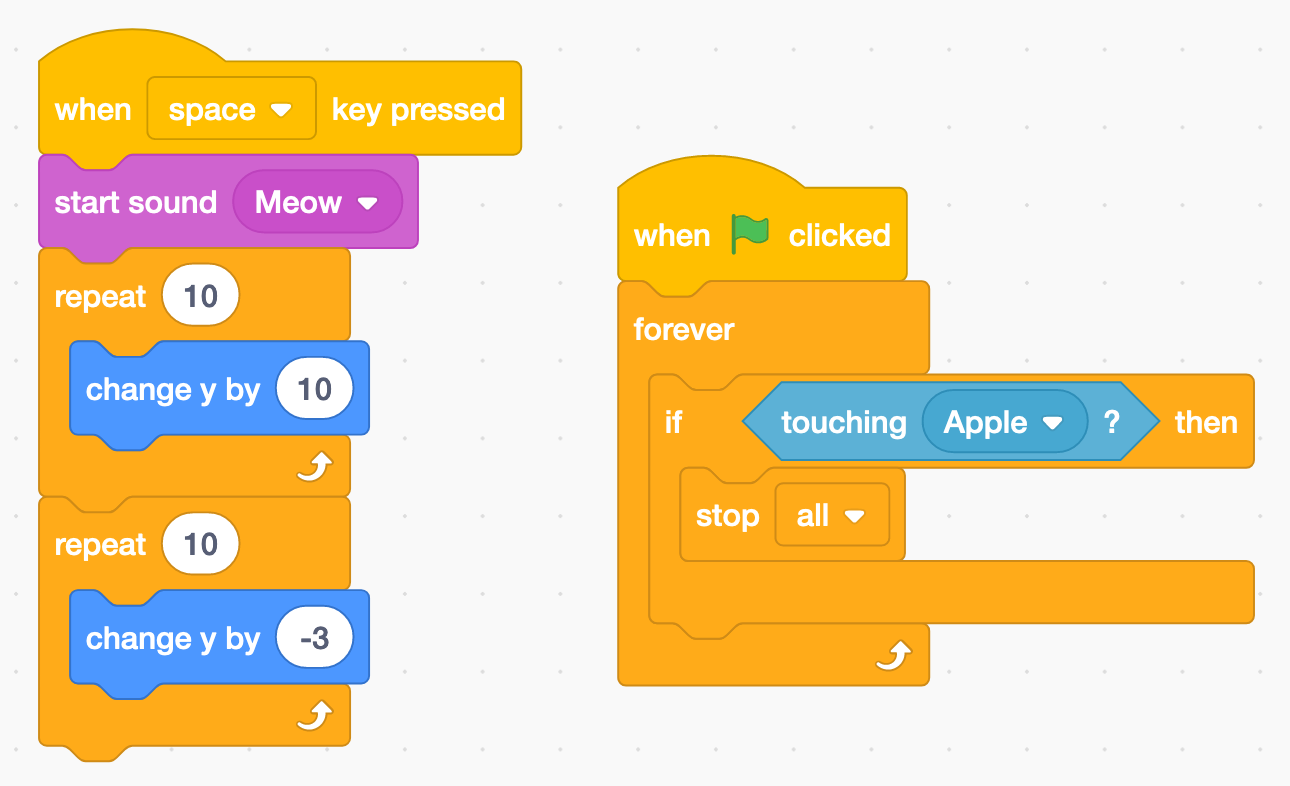 when space key pressed
start sound Meow
repeat 10
change y by 10
repeat 10
change y by -3
when clicked
forever
if touching Apple ? then
stop all